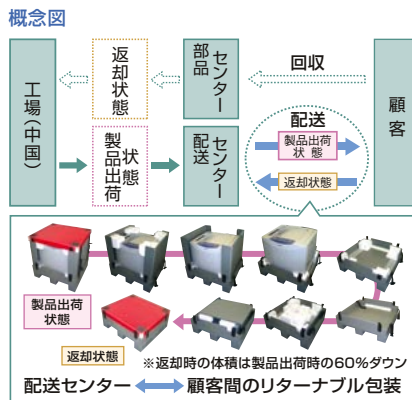 概念図
工場(中国)
返却状態
部品センター
回収
顧客
製品出荷状態
配送センター
配送
製品出荷
状態
返却状態
製品出荷
状態
返却状態
※返却時の体積は製品出荷時の60%ダウン
配送センター 顧客間のリターナブル包装